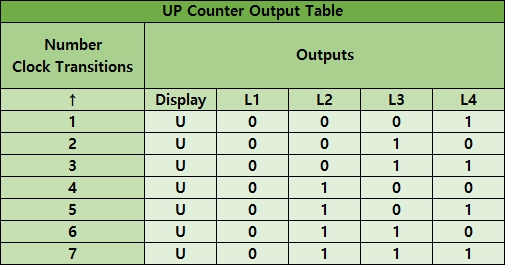 UP Counter Output Table
Number
Clock Transitions
Outputs
↑ Display L1 L2 L3 L4
1 U 0 0 0 1
2 U 0 0 1 0
3 U 0 0 1 1
4 U 0 1 0 0
5 U 0 1 0 1
6 U 0 1 1 0
7 U 0 1 1 1